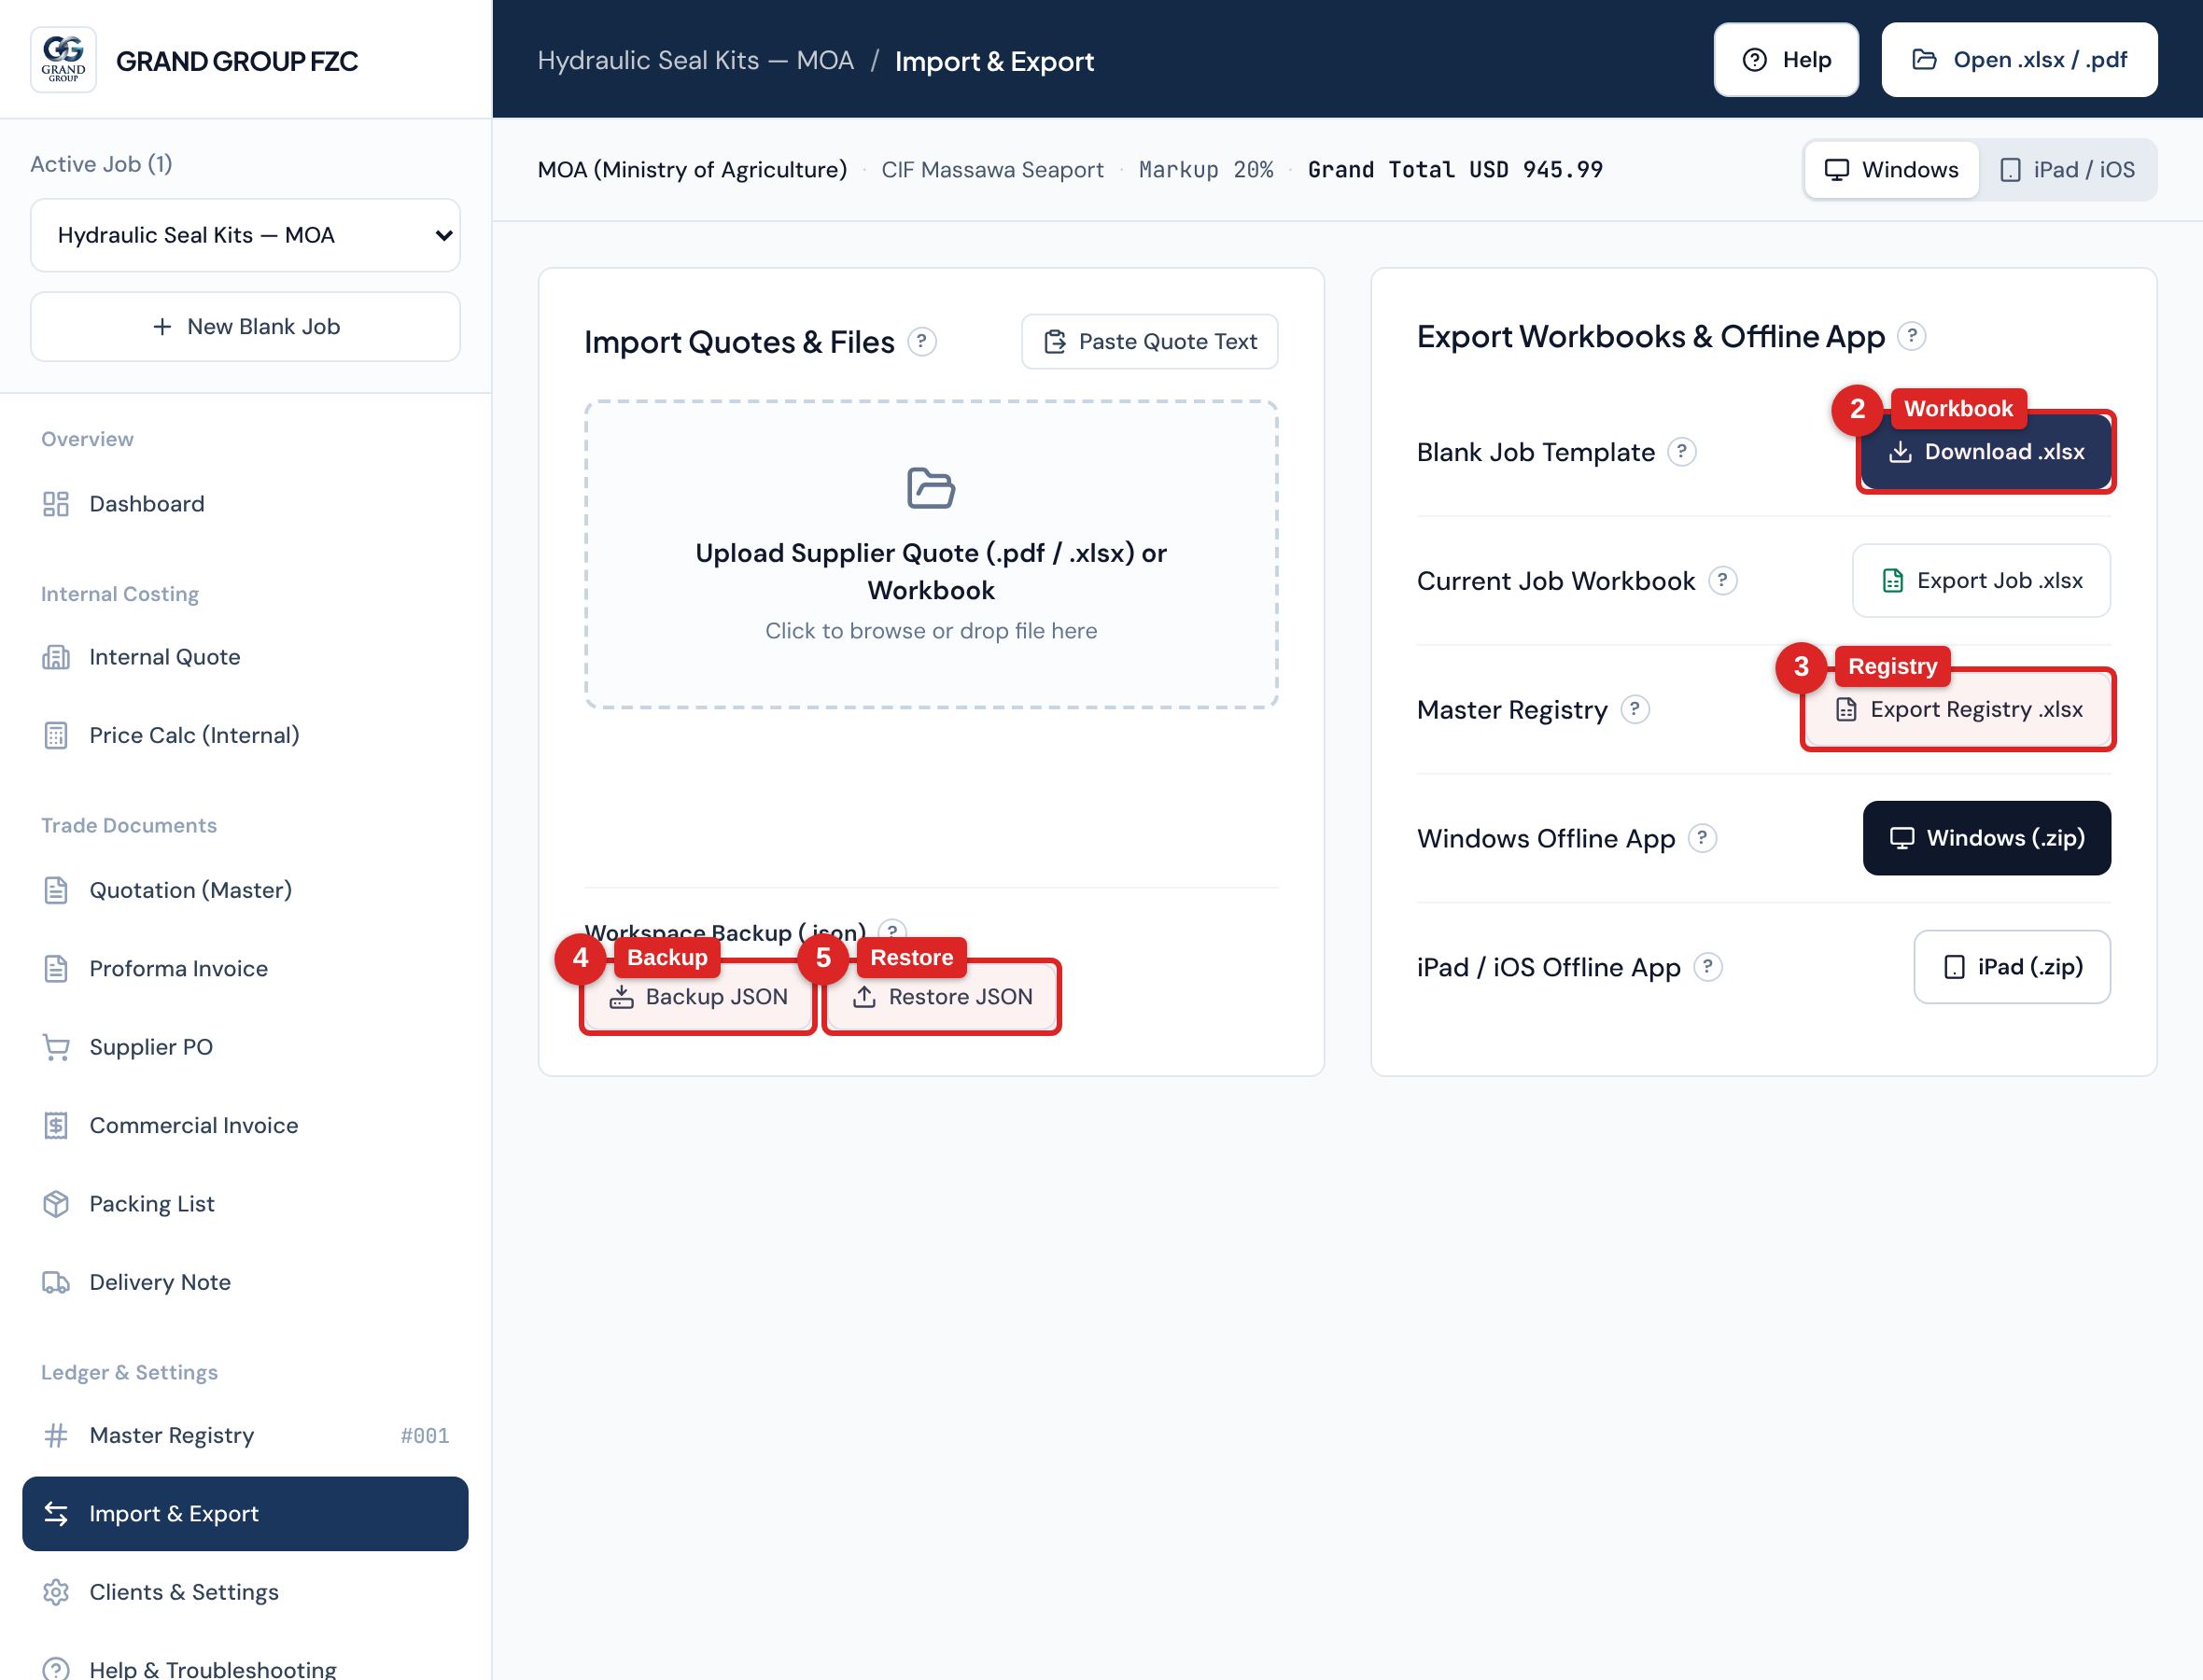 GG
GRAND
GROUP
GRAND GROUP FZC
Hydraulic Seal Kits — MOA / Import & Export
Help
Open .xlsx / .pdf
Active Job (1)
Hydraulic Seal Kits — MOA
New Blank Job
MOA (Ministry of Agriculture) · CIF Massawa Seaport · Markup 20% · Grand Total USD 945.99
Windows
iPad / iOS
Overview
Dashboard
Internal Costing
Internal Quote
Price Calc (Internal)
Trade Documents
Quotation (Master)
Proforma Invoice
Supplier PO
Commercial Invoice
Packing List
Delivery Note
Ledger & Settings
Master Registry #001
Import & Export
Clients & Settings
Help & Troubleshooting
Import Quotes & Files ?
Paste Quote Text
Upload Supplier Quote (.pdf / .xlsx) or
Workbook
Click to browse or drop file here
Workspace Backup (.json) ?
4 Backup
5 Restore
Backup JSON
Restore JSON
Export Workbooks & Offline App ?
2 Workbook
Blank Job Template ?
Download .xlsx
Current Job Workbook ?
Export Job .xlsx
3 Registry
Master Registry ?
Export Registry .xlsx
Windows Offline App ?
Windows (.zip)
iPad / iOS Offline App ?
iPad (.zip)